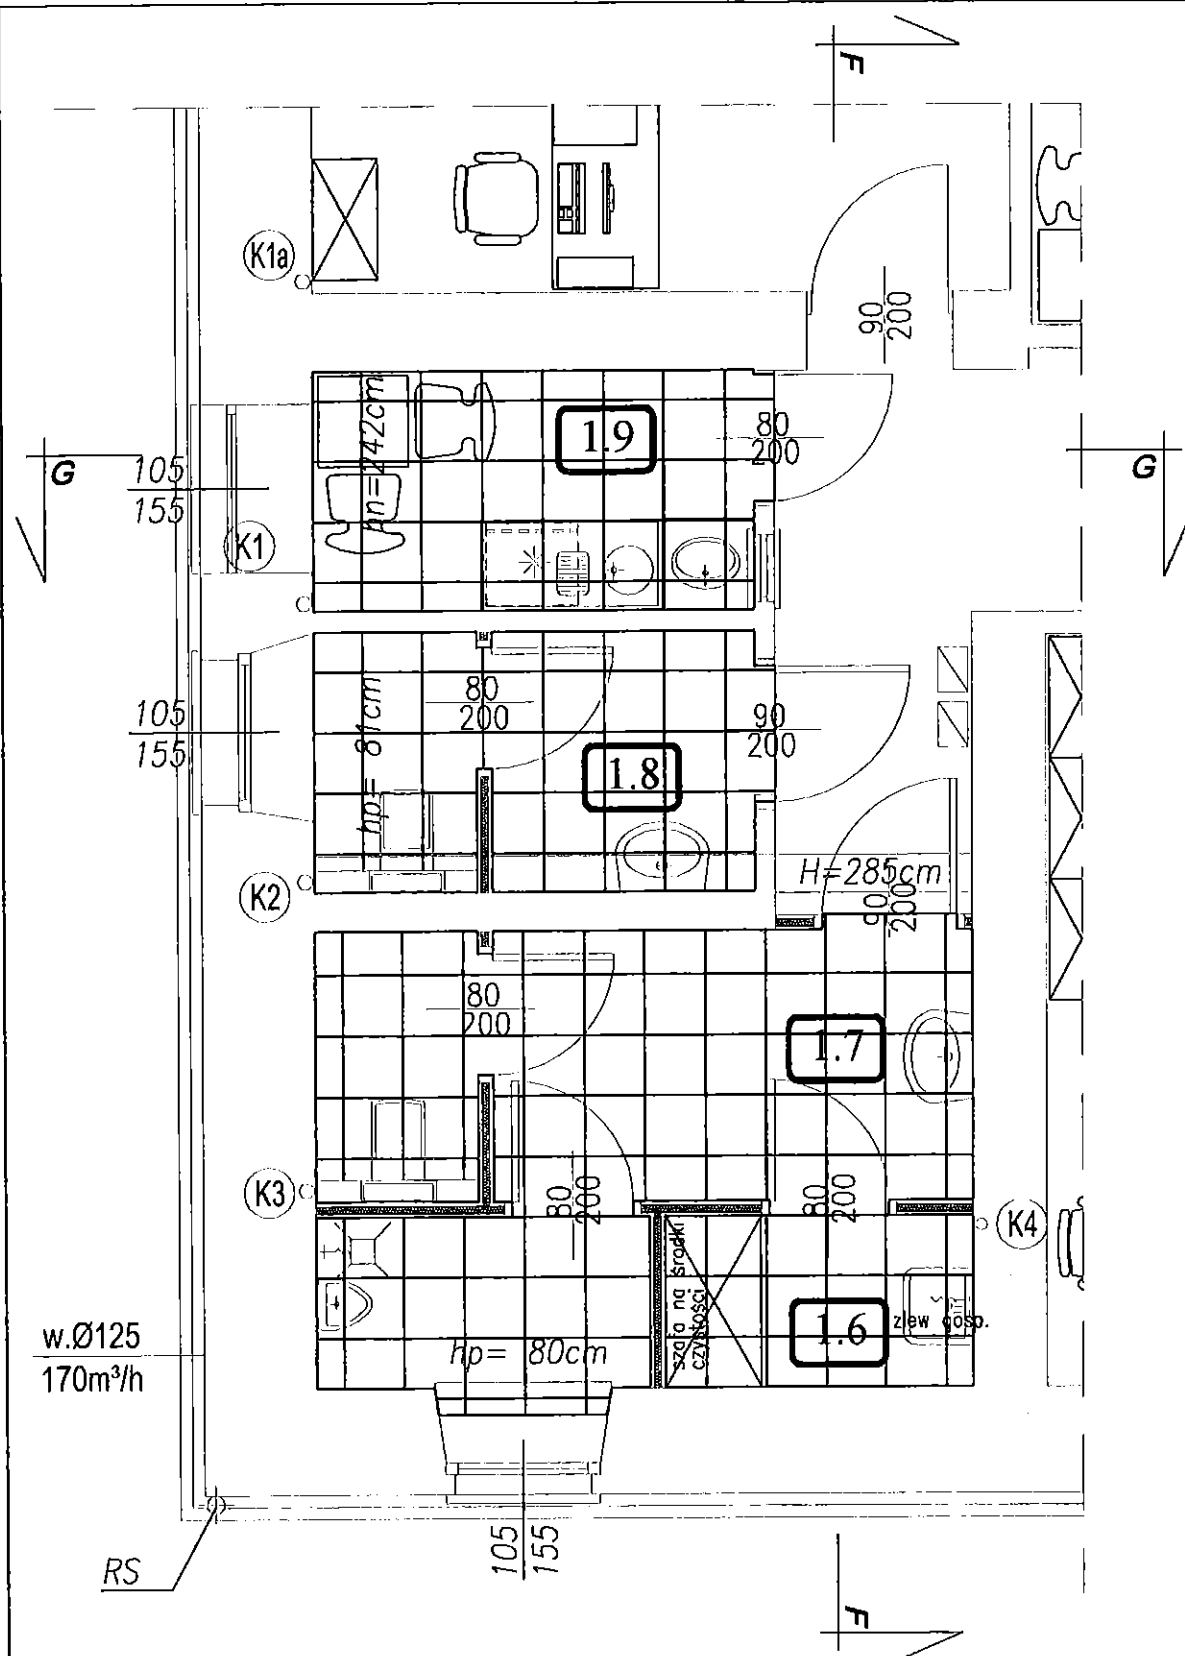 F
K1a
90
200
hn=242cm
1.9
80
200
G
G
105
155
K1
105
155
hp= 81cm
80
200
90
200
1.8
K2
H=285cm
90
200
80
200
1.7
K3
80
200
80
200
K4
szafa na środki
czystości
1.6
zlew gosp.
w.Ø125
170m³/h
hp= 80cm
105
155
RS
F